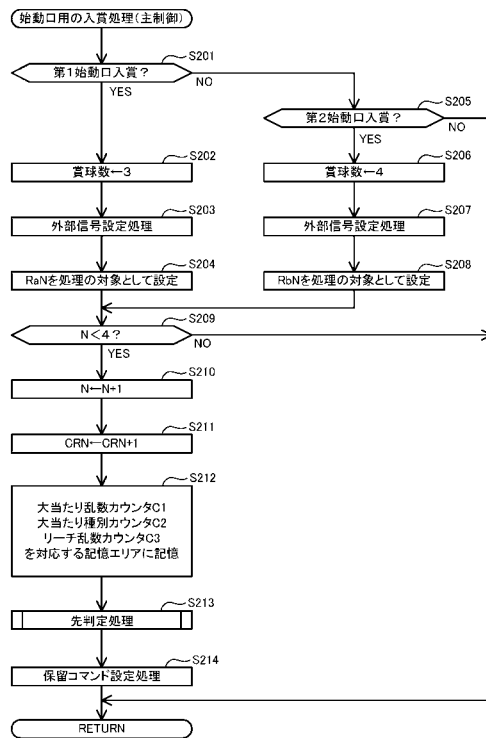 始動口用の入賞処理(主制御)
S201
第1始動口入賞?
NO
YES
S205
第2始動口入賞?
NO
YES
S202
賞球数←3
S206
賞球数←4
S203
外部信号設定処理
S207
外部信号設定処理
S204
RaNを処理の対象として設定
S208
RbNを処理の対象として設定
S209
N<4?
NO
YES
S210
N←N+1
S211
CRN←CRN+1
S212
大当たり乱数カウンタC1
大当たり種別カウンタC2
リーチ乱数カウンタC3
を対応する記憶エリアに記憶
S213
先判定処理
S214
保留コマンド設定処理
RETURN